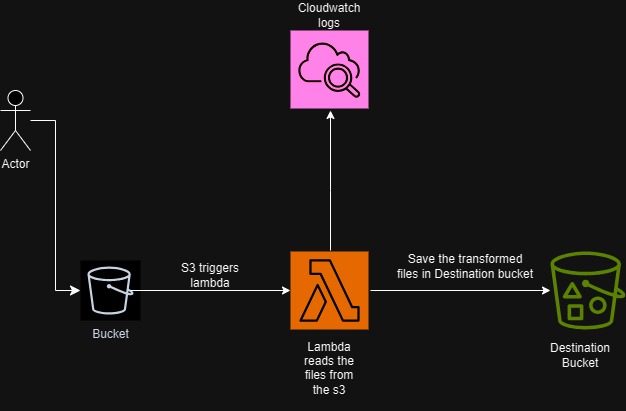 Cloudwatch
logs
Actor
S3 triggers
lambda
Save the transformed
files in Destination bucket
Bucket
Lambda
reads the
files from
the s3
Destination
Bucket